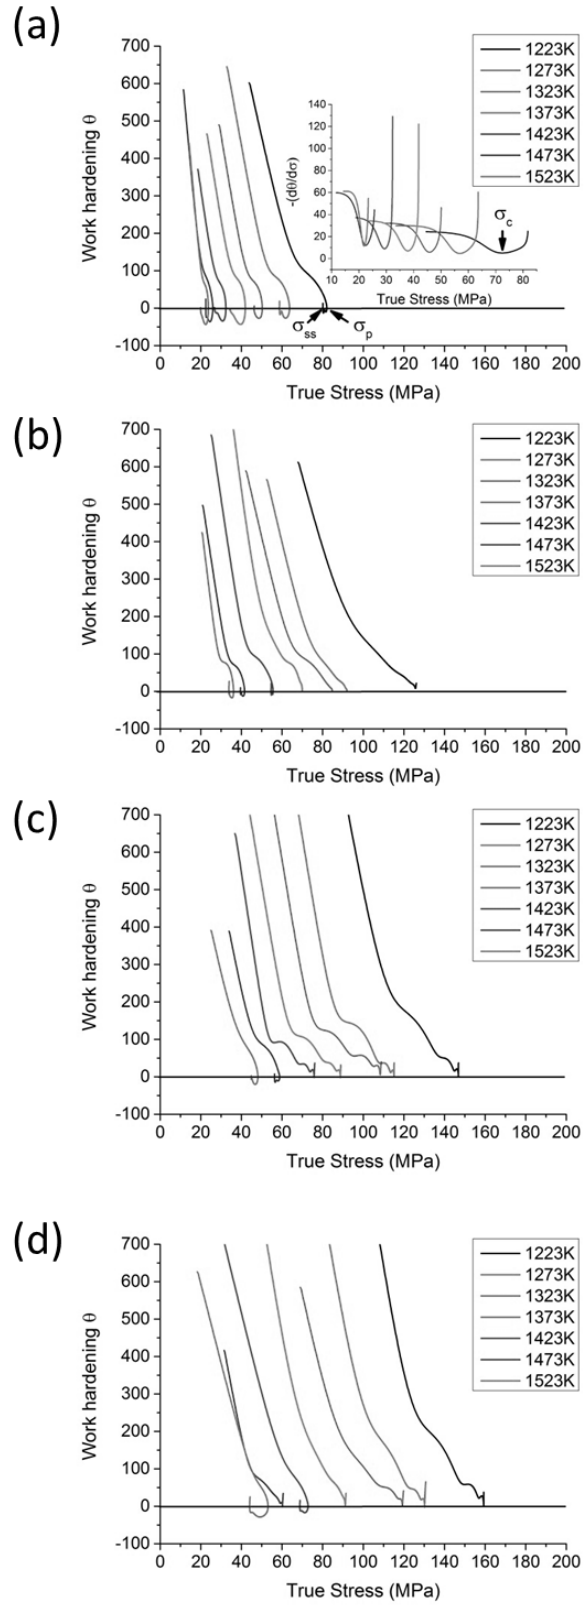 (a)
700
600
500
400
300
200
100
0
-100
Work hardening θ
0 20 40 60 80 100 120 140 160 180 200
True Stress (MPa)
1223K
1273K
1323K
1373K
1423K
1473K
1523K
140
120
100
80
60
40
20
0
-(dθ/dσ)
10 20 30 40 50 60 70 80
True Stress (MPa)
σc
σss
σp
(b)
700
600
500
400
300
200
100
0
-100
Work hardening θ
0 20 40 60 80 100 120 140 160 180 200
True Stress (MPa)
1223K
1273K
1323K
1373K
1423K
1473K
1523K
(c)
700
600
500
400
300
200
100
0
-100
Work hardening θ
0 20 40 60 80 100 120 140 160 180 200
True Stress (MPa)
1223K
1273K
1323K
1373K
1423K
1473K
1523K
(d)
700
600
500
400
300
200
100
0
-100
Work hardening θ
0 20 40 60 80 100 120 140 160 180 200
True Stress (MPa)
1223K
1273K
1323K
1373K
1423K
1473K
1523K